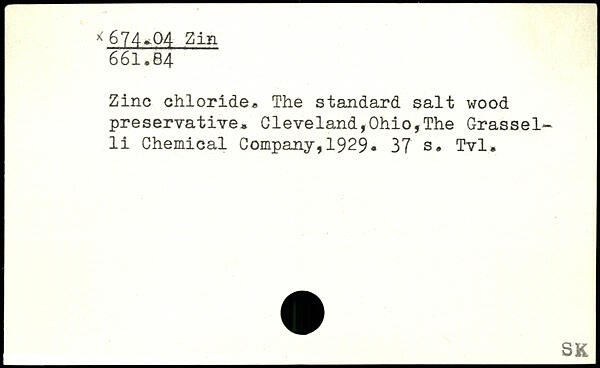 x 674.04 Zin
661.84
Zinc chloride. The standard salt wood
preservative. Cleveland,Ohio,The Grassel-
li Chemical Company,1929. 37 s. Tvl.
SK